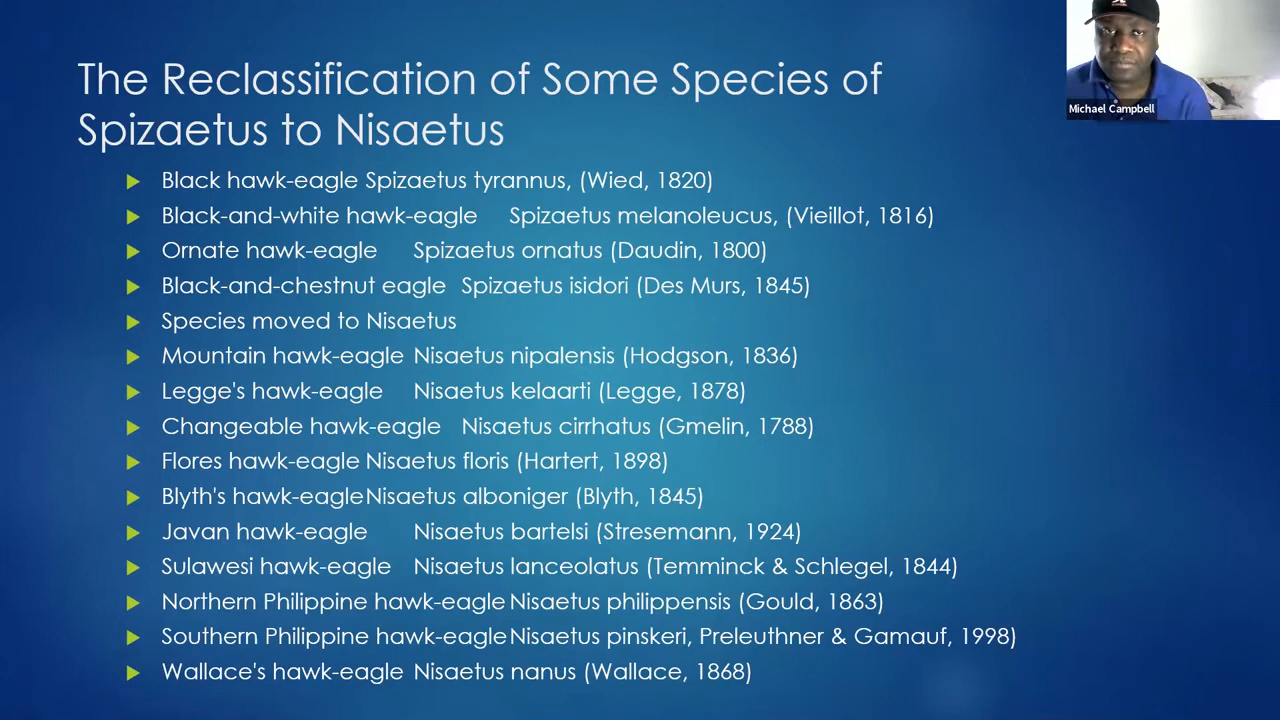 The Reclassification of Some Species of
Spizaetus to Nisaetus
Michael Campbell
Black hawk-eagle Spizaetus tyrannus, (Wied, 1820)
Black-and-white hawk-eagle Spizaetus melanoleucus, (Vieillot, 1816)
Ornate hawk-eagle Spizaetus ornatus (Daudin, 1800)
Black-and-chestnut eagle Spizaetus isidori (Des Murs, 1845)
Species moved to Nisaetus
Mountain hawk-eagle Nisaetus nipalensis (Hodgson, 1836)
Legge's hawk-eagle Nisaetus kelaarti (Legge, 1878)
Changeable hawk-eagle Nisaetus cirrhatus (Gmelin, 1788)
Flores hawk-eagle Nisaetus floris (Hartert, 1898)
Blyth's hawk-eagle Nisaetus alboniger (Blyth, 1845)
Javan hawk-eagle Nisaetus bartelsi (Stresemann, 1924)
Sulawesi hawk-eagle Nisaetus lanceolatus (Temminck & Schlegel, 1844)
Northern Philippine hawk-eagle Nisaetus philippensis (Gould, 1863)
Southern Philippine hawk-eagle Nisaetus pinskeri, Preleuthner & Gamauf, 1998)
Wallace's hawk-eagle Nisaetus nanus (Wallace, 1868)